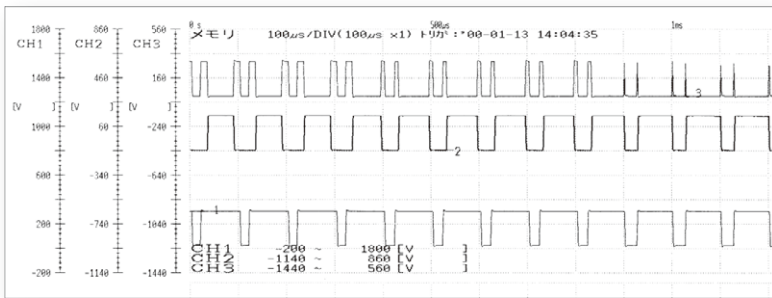 0 s 500μs 1ms
メモリ 100μs/DIV(100μs ×1) トリガ:'00-01-13 14:04:35
1800 860 560
CH1 CH2 CH3
1400 460 160
[V ] [V ] [V ]
1000 60 -240
600 -340 -640
200 -740 -1040
-200 -1140 -1440
3
2
1
CH1 -200 ~ 1800 [V ]
CH2 -1140 ~ 860 [V ]
CH3 -1440 ~ 560 [V ]